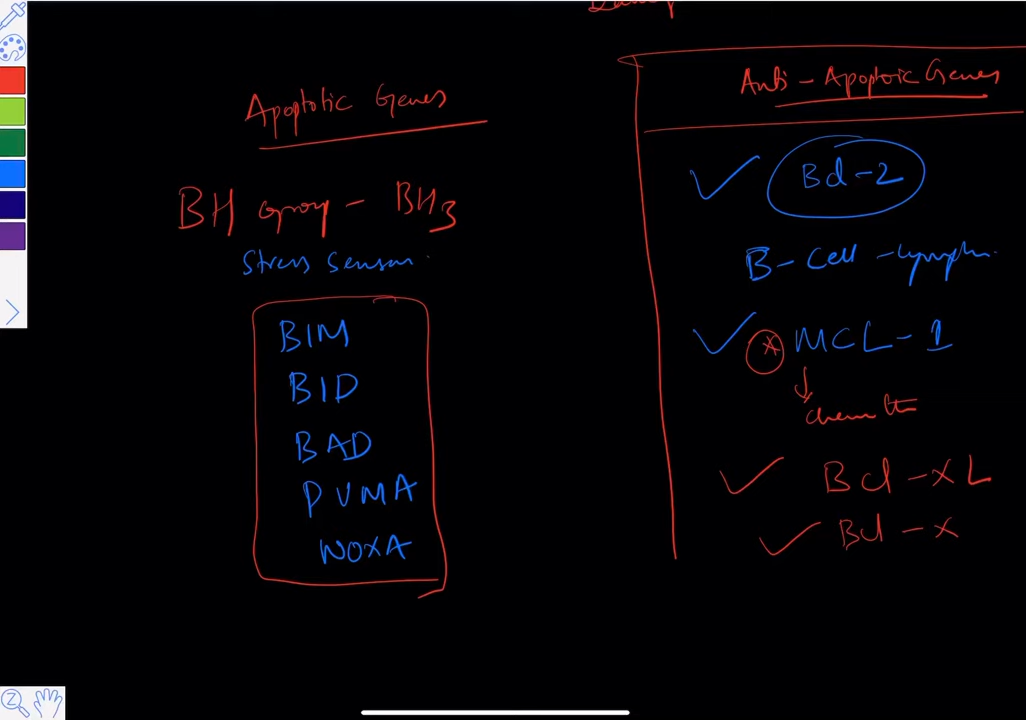 Apoptotic Genes
BH group - BH3
Stress Sensor.
BIM
BID
BAD
PUMA
NOXA
Anti - Apoptoic Genes
Bcl-2
B- Cell - lymph.
MCL-1
Bcl -XL
Bcl -X
Z